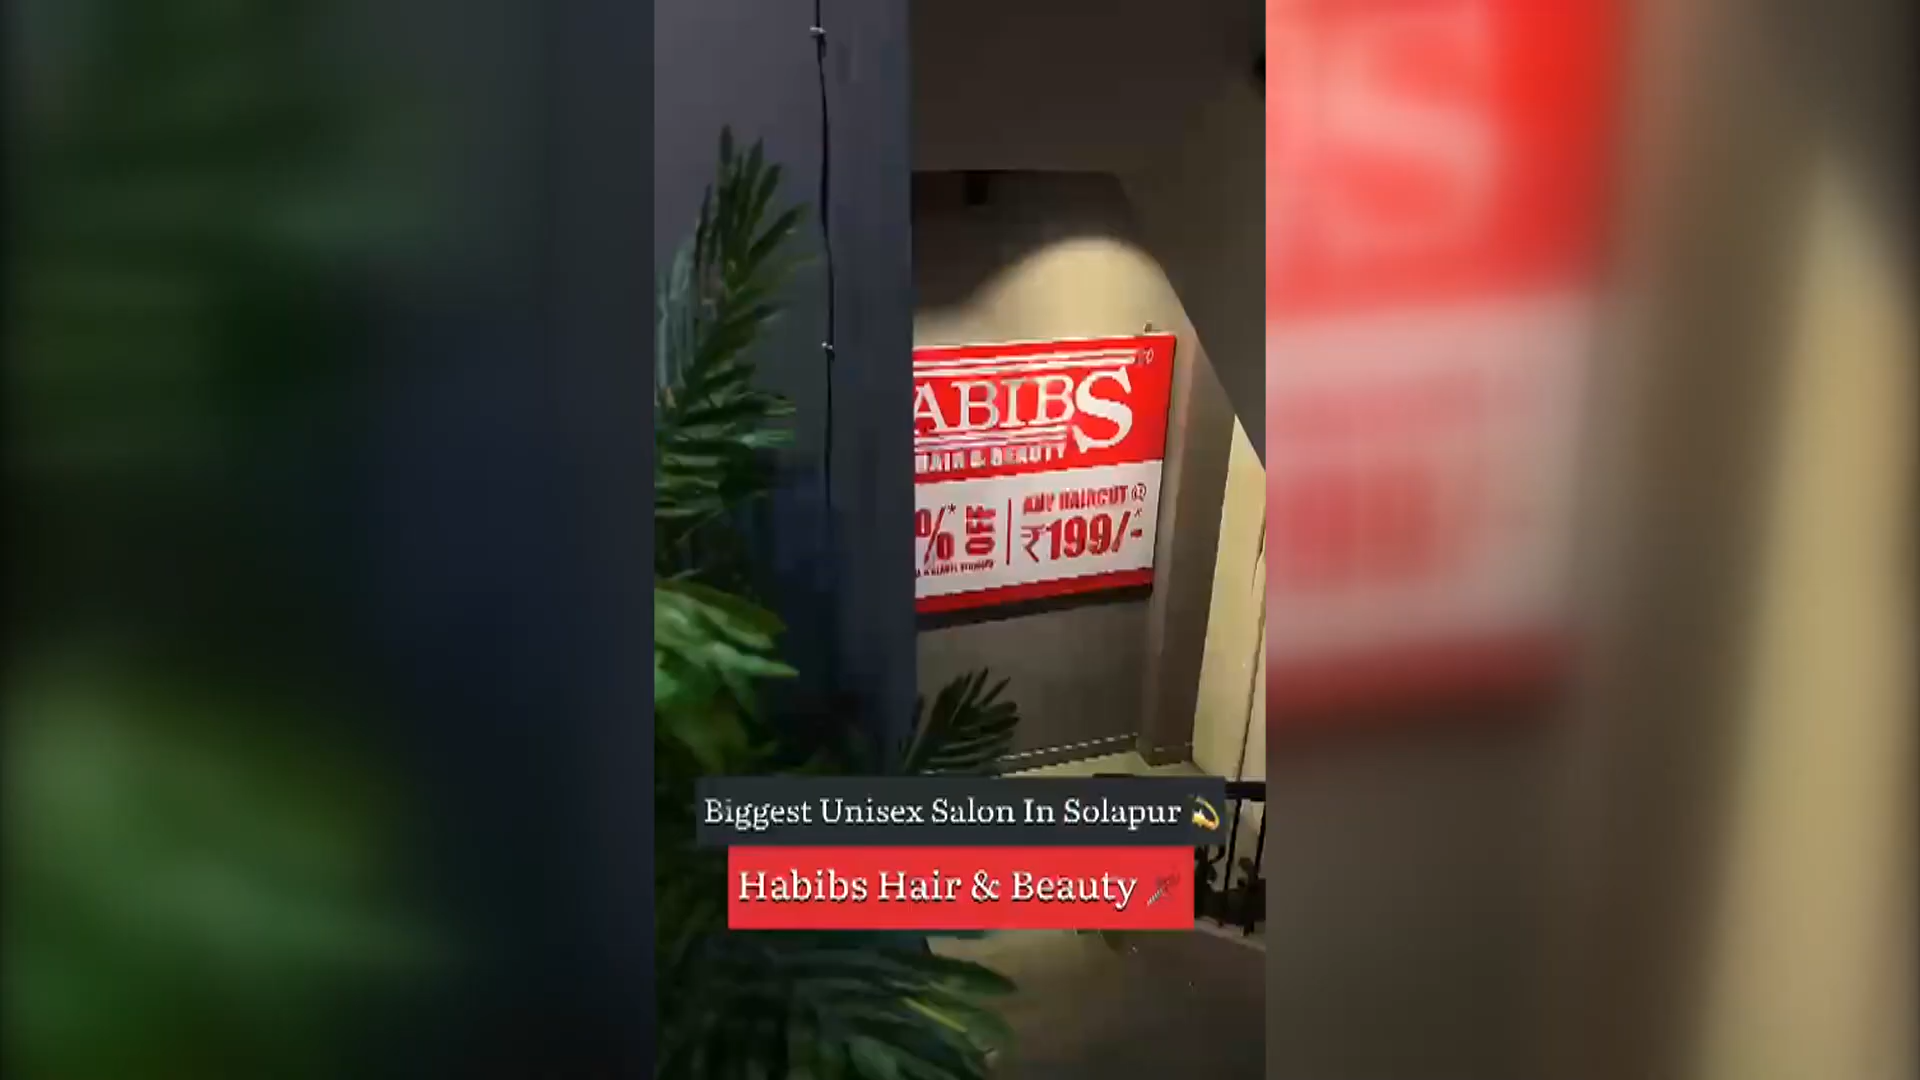 ABIBS
HAIR & BEAUTY
%* OFF
ANY HAIRCUT @
₹199/-*
Biggest Unisex Salon In Solapur 💫
Habibs Hair & Beauty